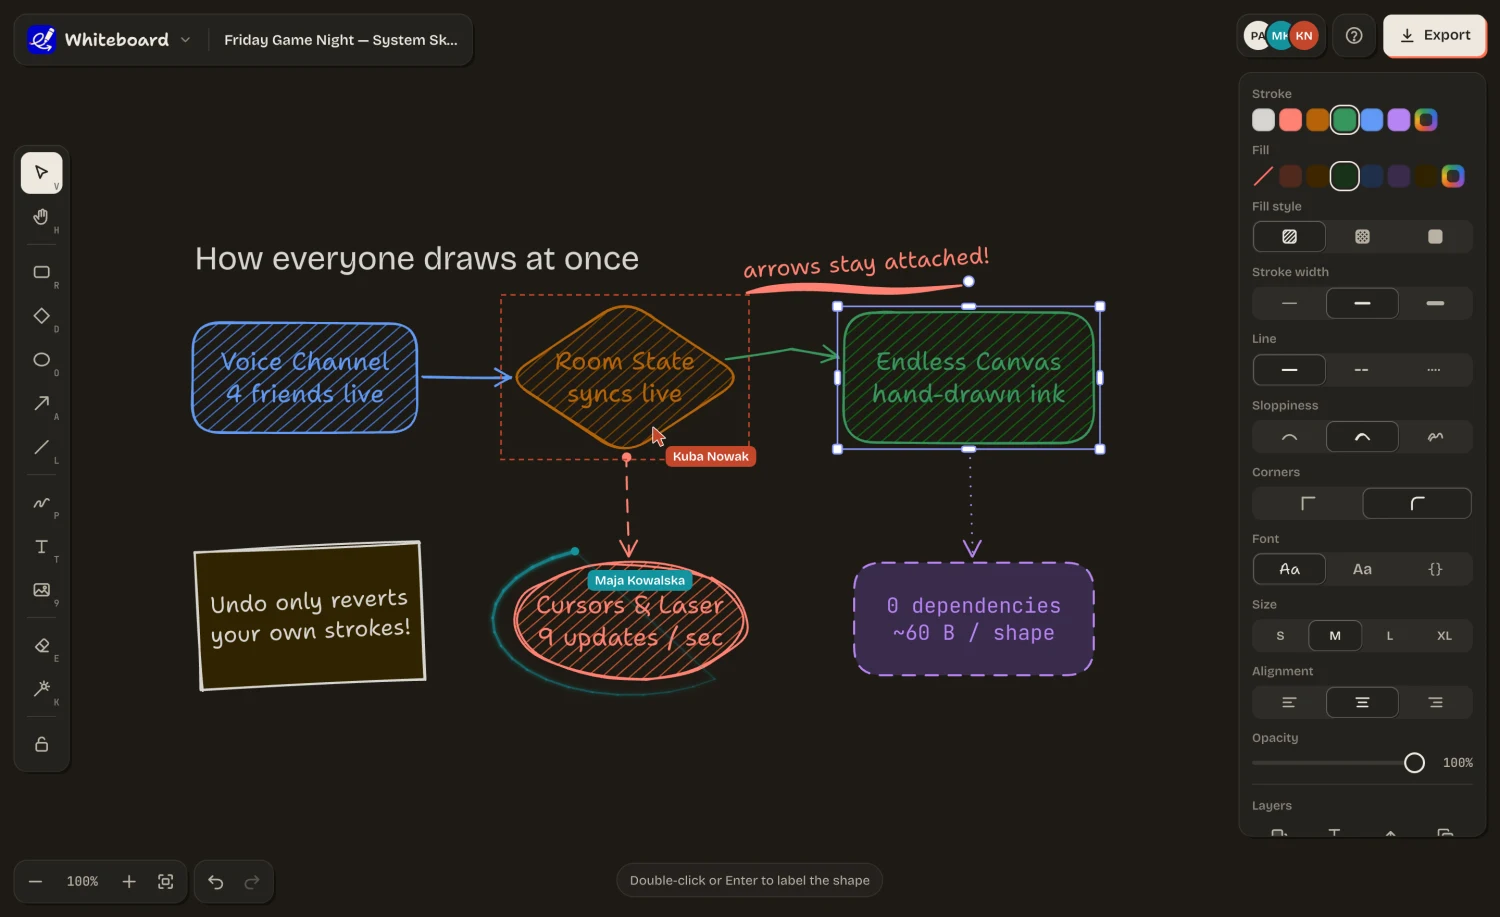 Whiteboard
Friday Game Night — System Sk...
PA
MK
KN
Export
Stroke
Fill
Fill style
Stroke width
Line
Sloppiness
Corners
Font
Aa
Aa
{}
Size
S
M
L
XL
Alignment
Opacity
100%
Layers
V
H
R
D
O
A
L
P
T
9
E
K
How everyone draws at once
arrows stay attached!
Voice Channel
4 friends live
Room State
syncs live
Endless Canvas
hand-drawn ink
Kuba Nowak
Undo only reverts
your own strokes!
Maja Kowalska
Cursors & Laser
9 updates / sec
0 dependencies
~60 B / shape
100%
Double-click or Enter to label the shape